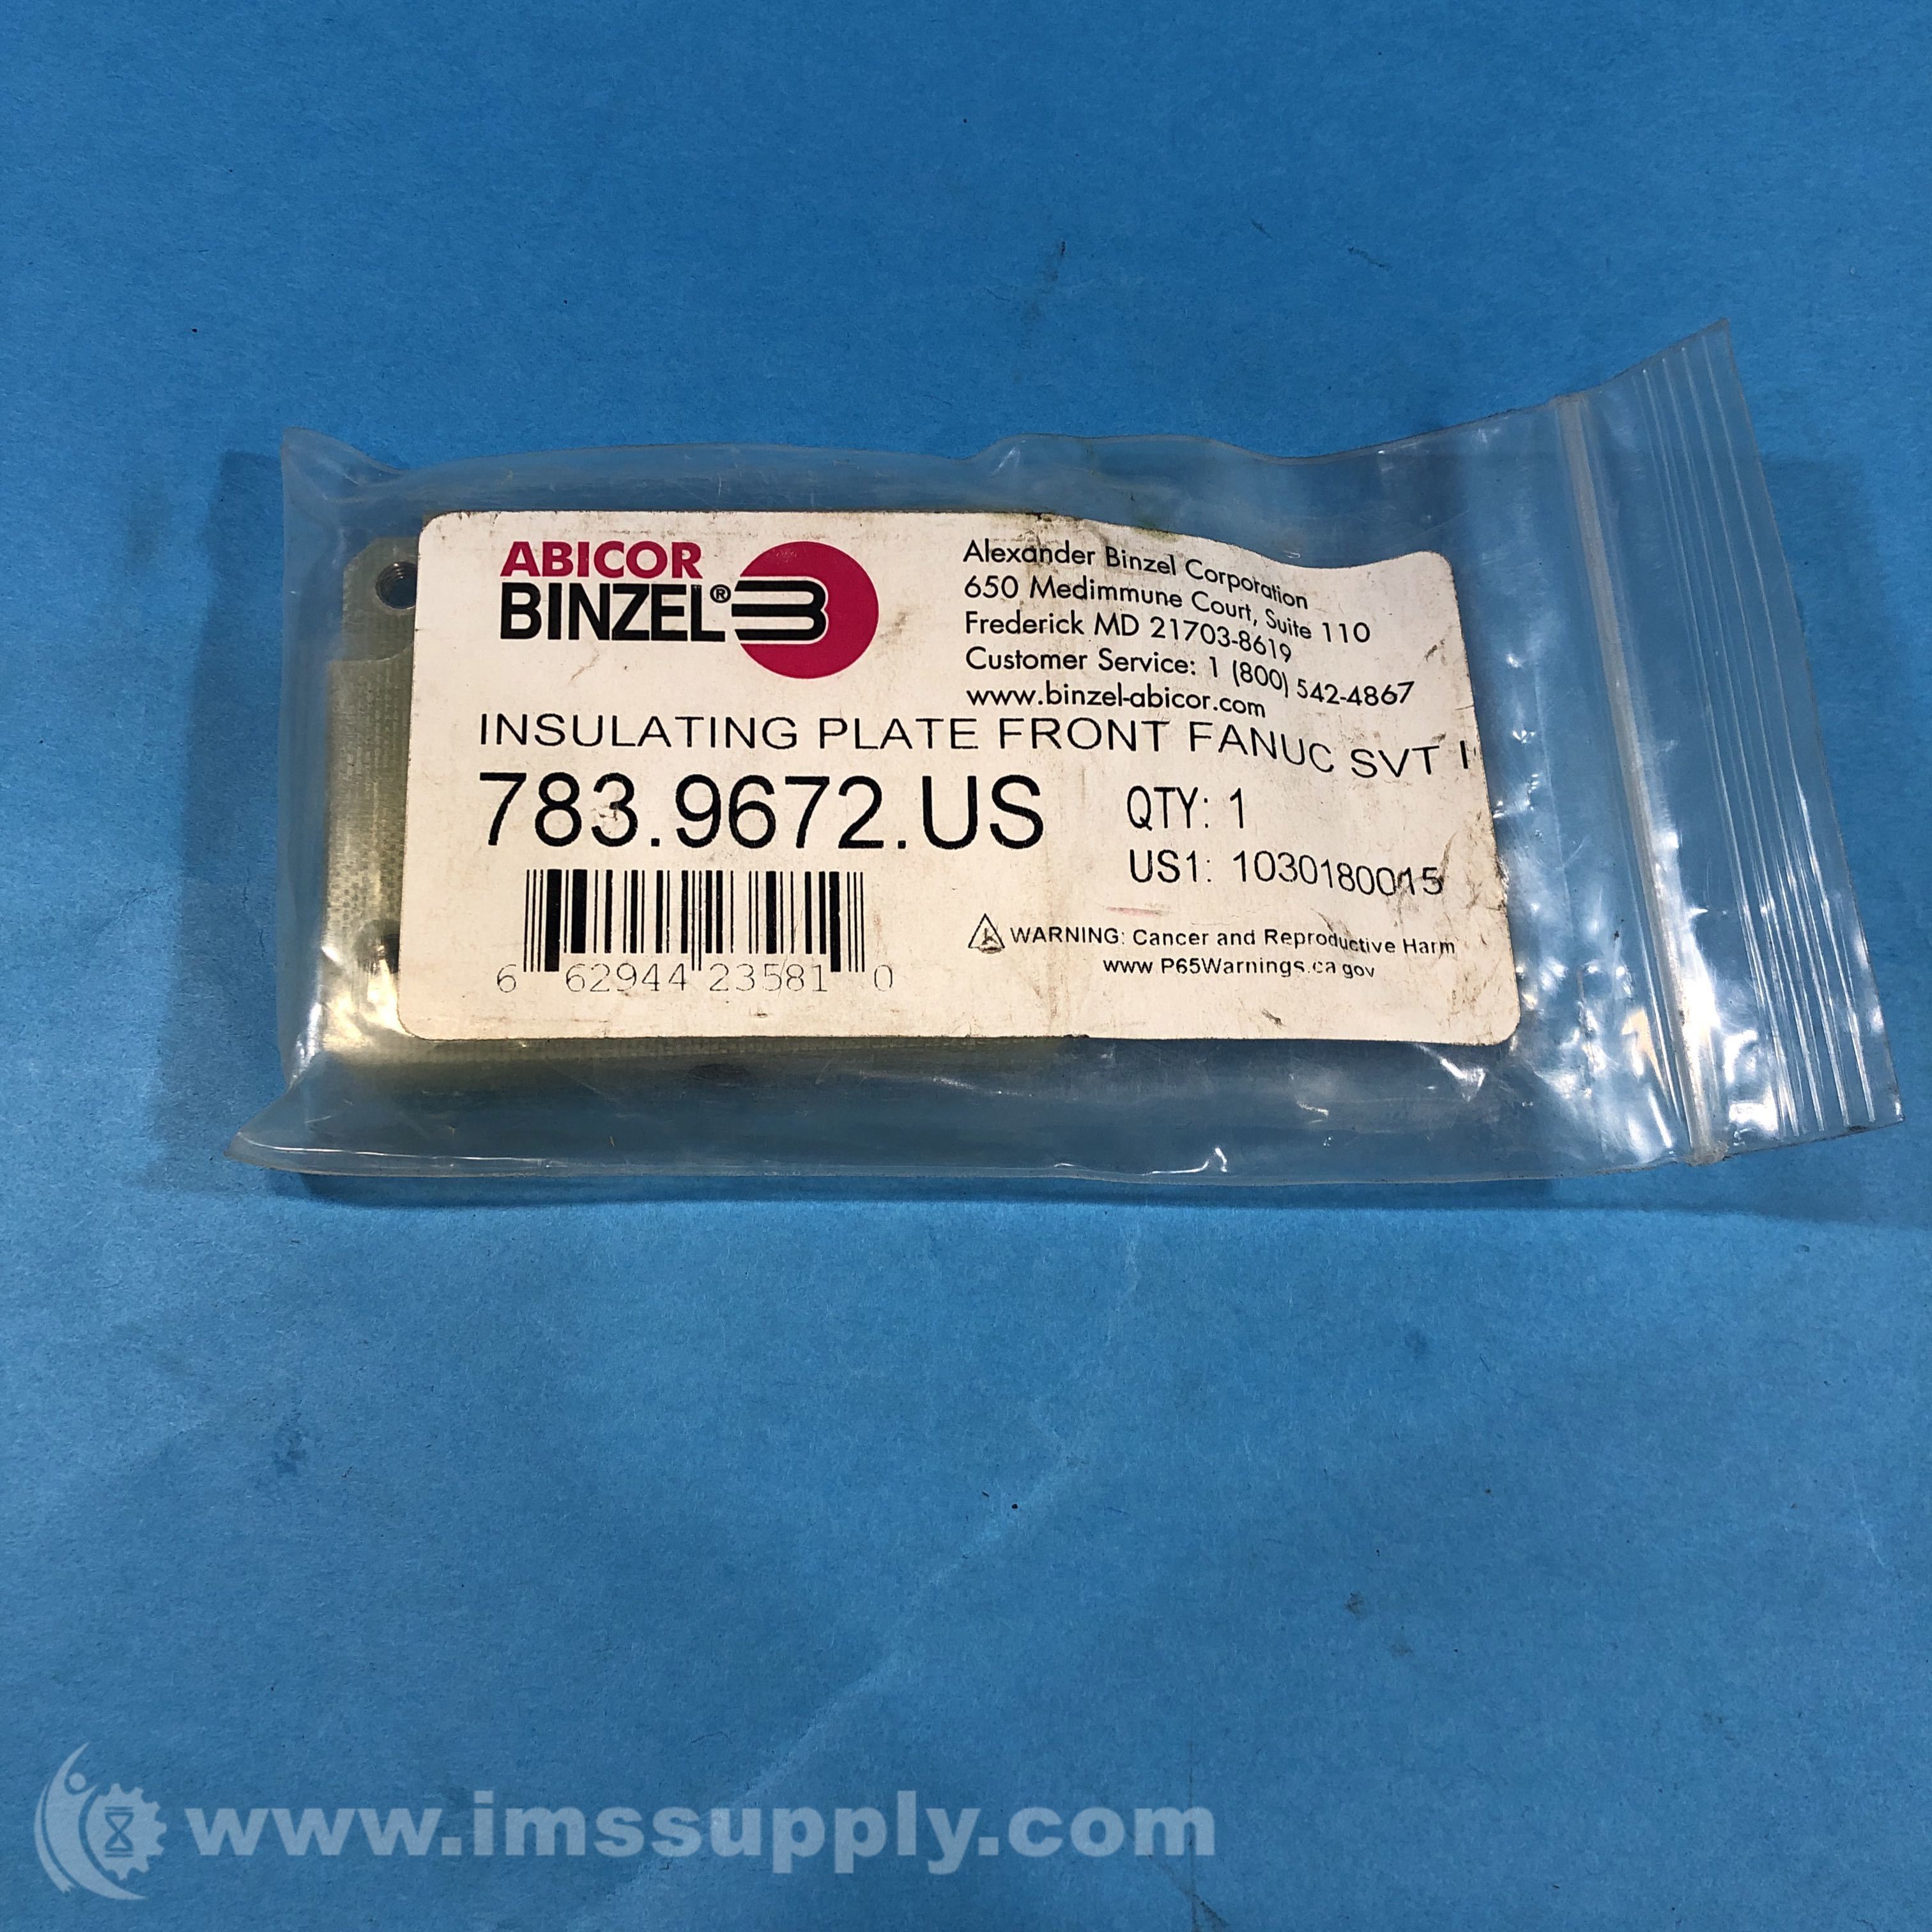 ABICOR
BINZEL®
Alexander Binzel Corporation
650 Medimmune Court, Suite 110
Frederick MD 21703-8619
Customer Service: 1 (800) 542-4867
www.binzel-abicor.com
INSULATING PLATE FRONT FANUC SVT I
783.9672.US
QTY: 1
US1: 1030180015
WARNING: Cancer and Reproductive Harm
www.P65Warnings.ca.gov
6 62944 23581 0
www.imssupply.com